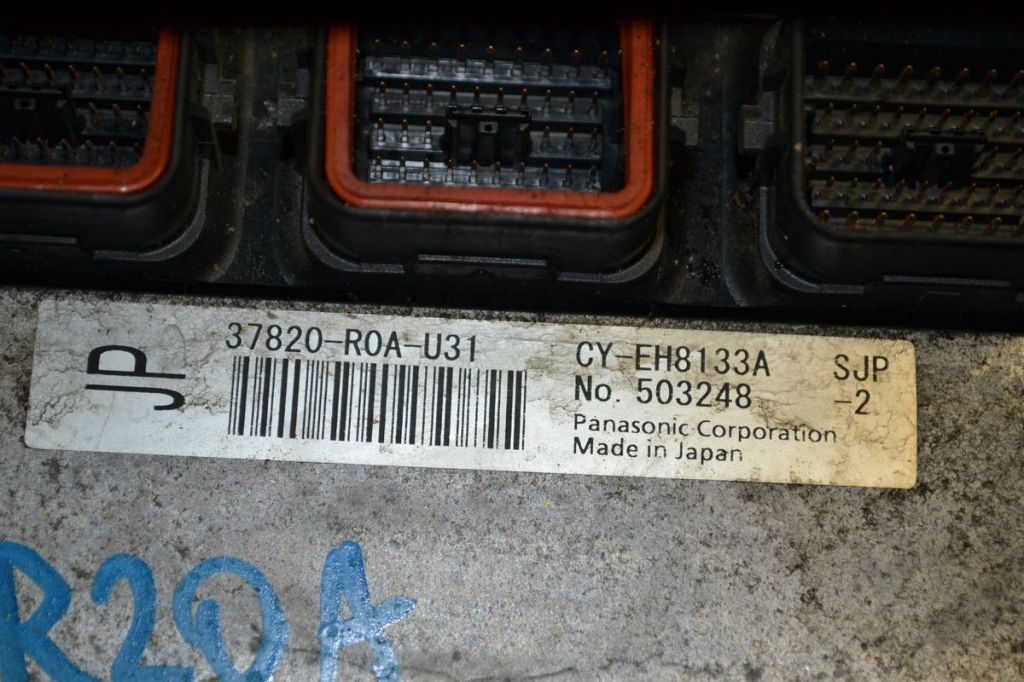 JP
37820-R0A-U31
CY-EH8133A SJP
No. 503248 -2
Panasonic Corporation
Made in Japan
R20A